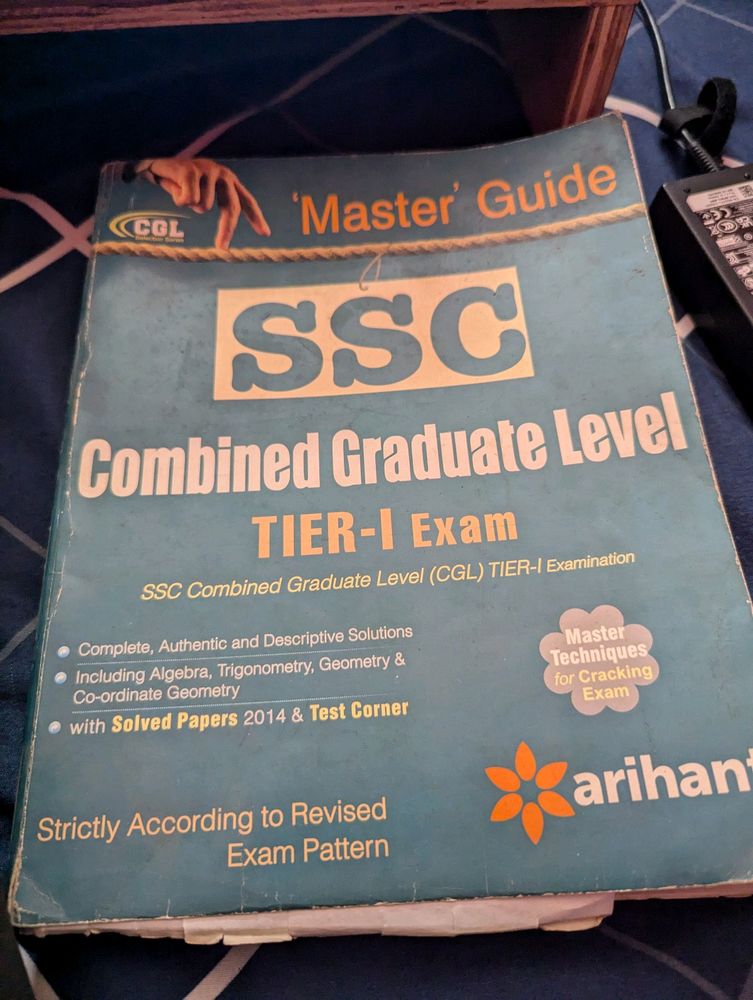 'Master' Guide
CGL
Selection Series
SSC
Combined Graduate Level
TIER-I Exam
SSC Combined Graduate Level (CGL) TIER-I Examination
Complete, Authentic and Descriptive Solutions
Including Algebra, Trigonometry, Geometry &
Co-ordinate Geometry
with Solved Papers 2014 & Test Corner
Master
Techniques
for Cracking
Exam
arihant
Strictly According to Revised
Exam Pattern